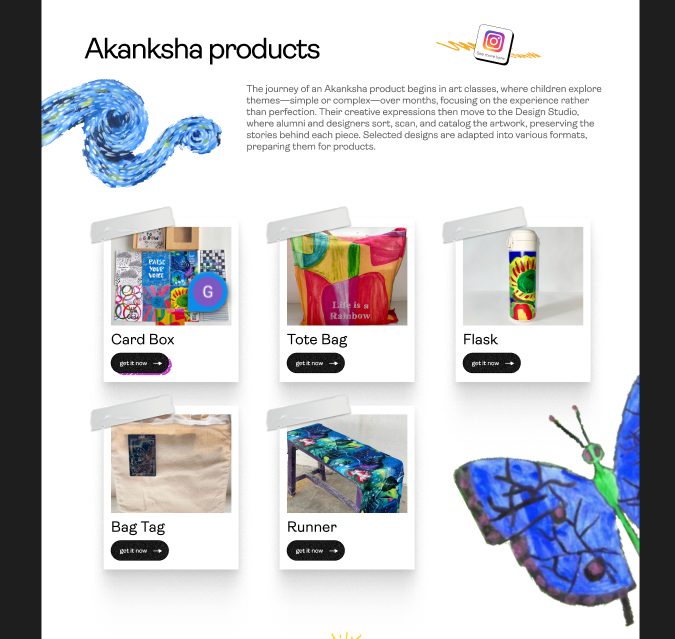 Akanksha products
See more here
The journey of an Akanksha product begins in art classes, where children explore
themes—simple or complex—over months, focusing on the experience rather
than perfection. Their creative expressions then move to the Design Studio,
where alumni and designers sort, scan, and catalog the artwork, preserving the
stories behind each piece. Selected designs are adapted into various formats,
preparing them for products.
RAISE
YOUR
VOICE
G
Life is a
Rainbow
Card Box
Tote Bag
Flask
get it now
get it now
get it now
Bag Tag
Runner
get it now
get it now